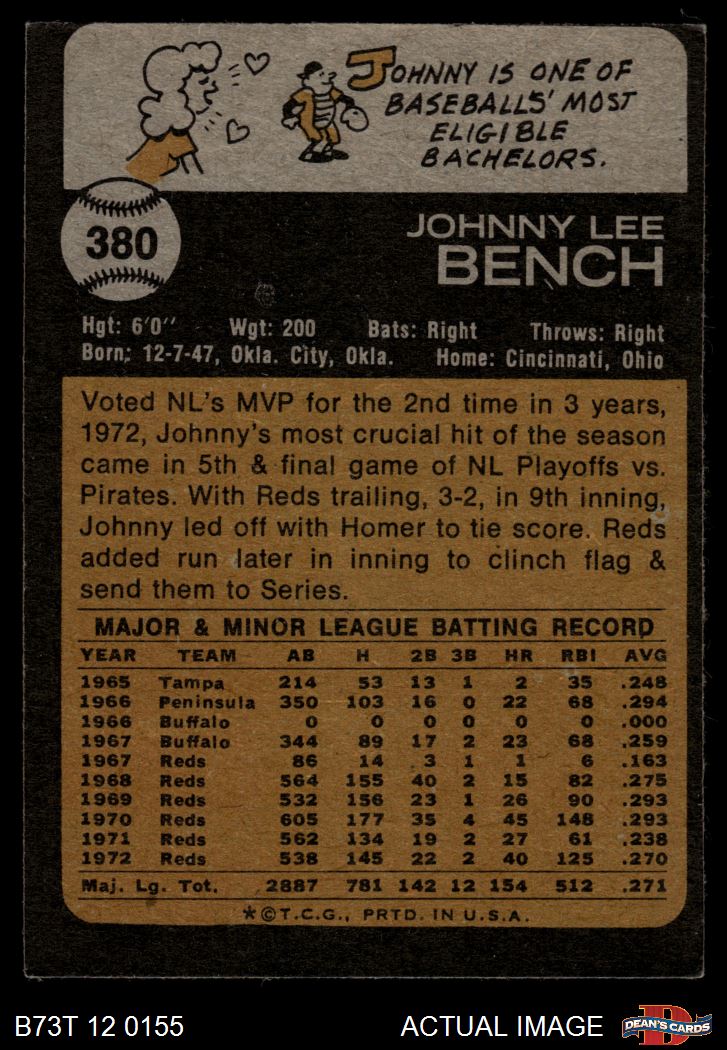 JOHNNY IS ONE OF
BASEBALLS' MOST
ELIGIBLE
BACHELORS.
380
JOHNNY LEE
BENCH
Hgt: 6'0" Wgt: 200 Bats: Right Throws: Right
Born: 12-7-47, Okla. City, Okla. Home: Cincinnati, Ohio
Voted NL's MVP for the 2nd time in 3 years,
1972, Johnny's most crucial hit of the season
came in 5th & final game of NL Playoffs vs.
Pirates. With Reds trailing, 3-2, in 9th inning,
Johnny led off with Homer to tie score. Reds
added run later in inning to clinch flag &
send them to Series.
MAJOR & MINOR LEAGUE BATTING RECORD
YEAR TEAM AB H 2B 3B HR RBI AVG
1965 Tampa 214 53 13 1 2 35 .248
1966 Peninsula 350 103 16 0 22 68 .294
1966 Buffalo 0 0 0 0 0 0 .000
1967 Buffalo 344 89 17 2 23 68 .259
1967 Reds 86 14 3 1 1 6 .163
1968 Reds 564 155 40 2 15 82 .275
1969 Reds 532 156 23 1 26 90 .293
1970 Reds 605 177 35 4 45 148 .293
1971 Reds 562 134 19 2 27 61 .238
1972 Reds 538 145 22 2 40 125 .270
Maj. Lg. Tot. 2887 781 142 12 154 512 .271
*©T.C.G., PRTD. IN U.S.A.
B73T 12 0155 ACTUAL IMAGE D DEAN'S CARDS